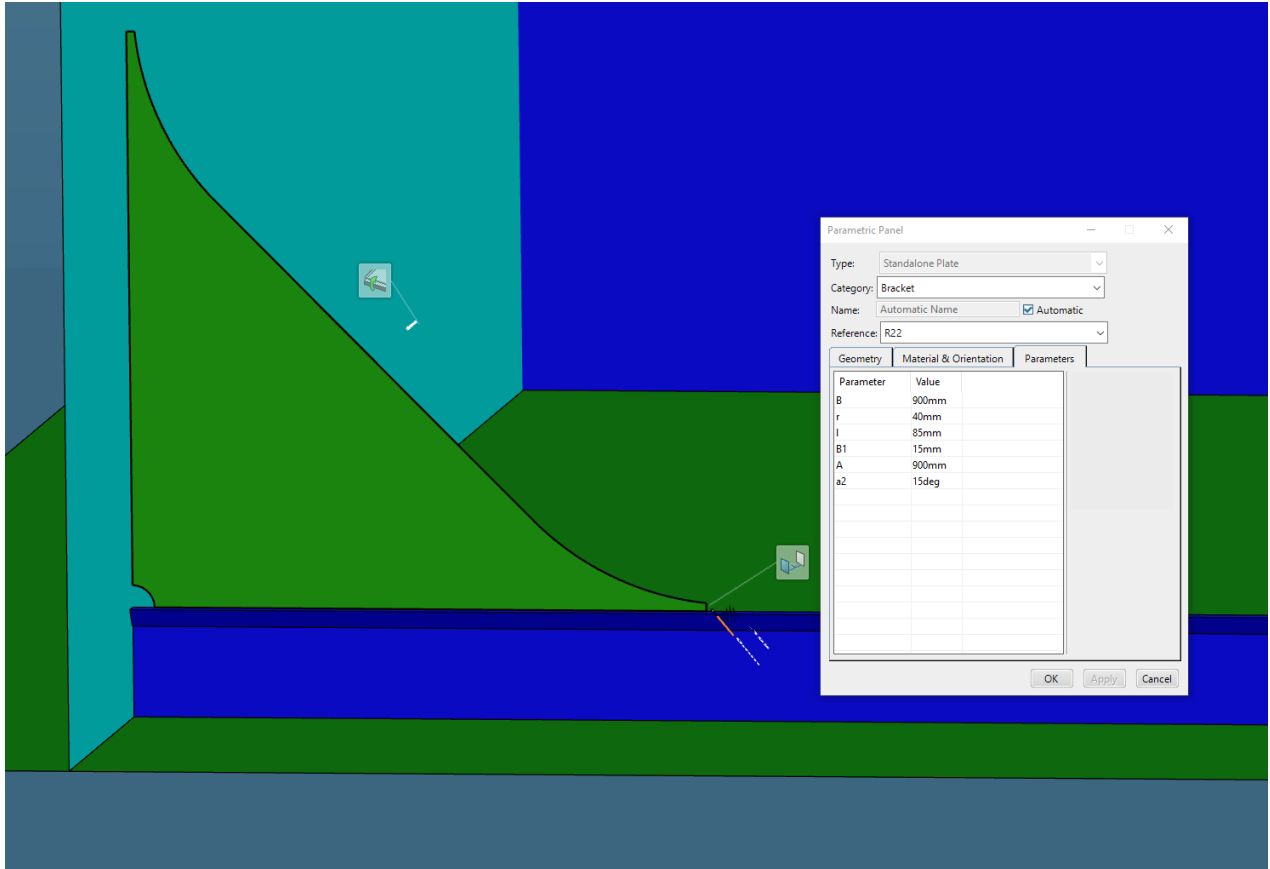 Parametric Panel
Type: Standalone Plate
Category: Bracket
Name: Automatic Name Automatic
Reference: R22
Geometry Material & Orientation Parameters
Parameter Value
B 900mm
r 40mm
l 85mm
B1 15mm
A 900mm
a2 15deg
OK Apply Cancel